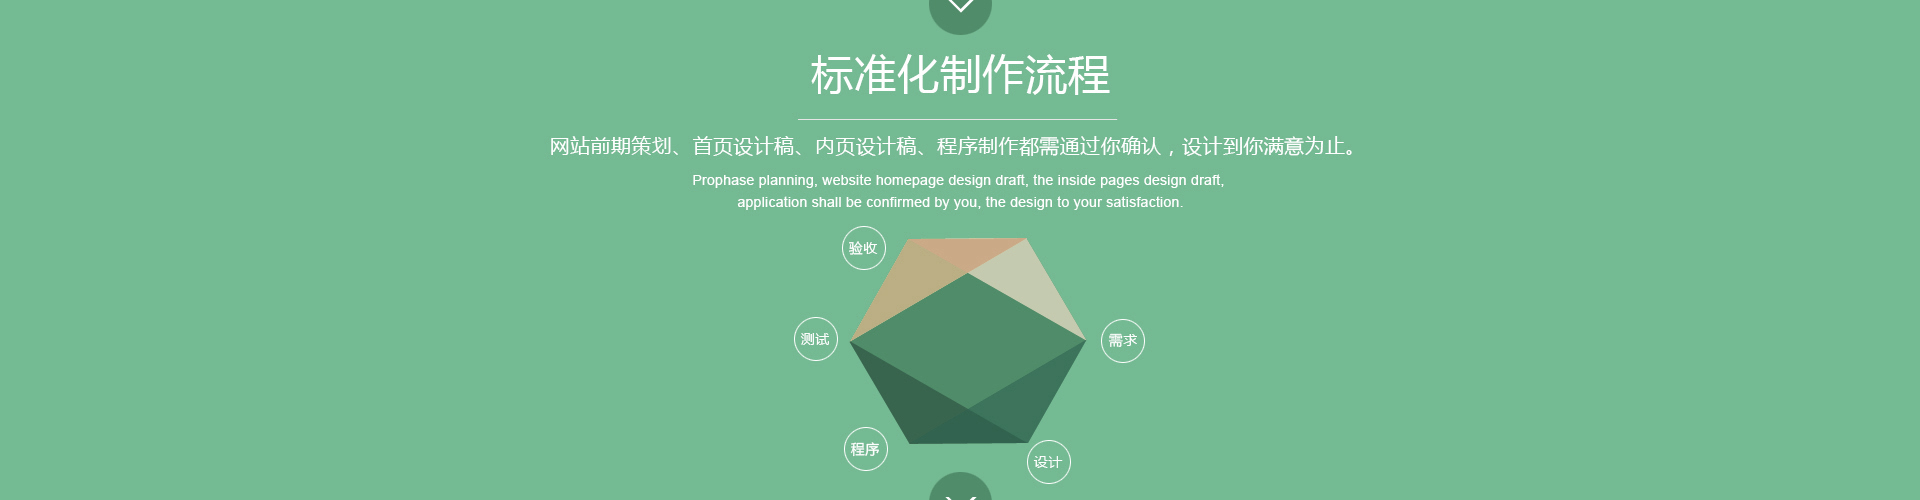 标准化制作流程
网站前期策划、首页设计稿、内页设计稿、程序制作都需通过你确认，设计到你满意为止。
Prophase planning, website homepage design draft, the inside pages design draft,
application shall be confirmed by you, the design to your satisfaction.
验收
测试
需求
程序
设计